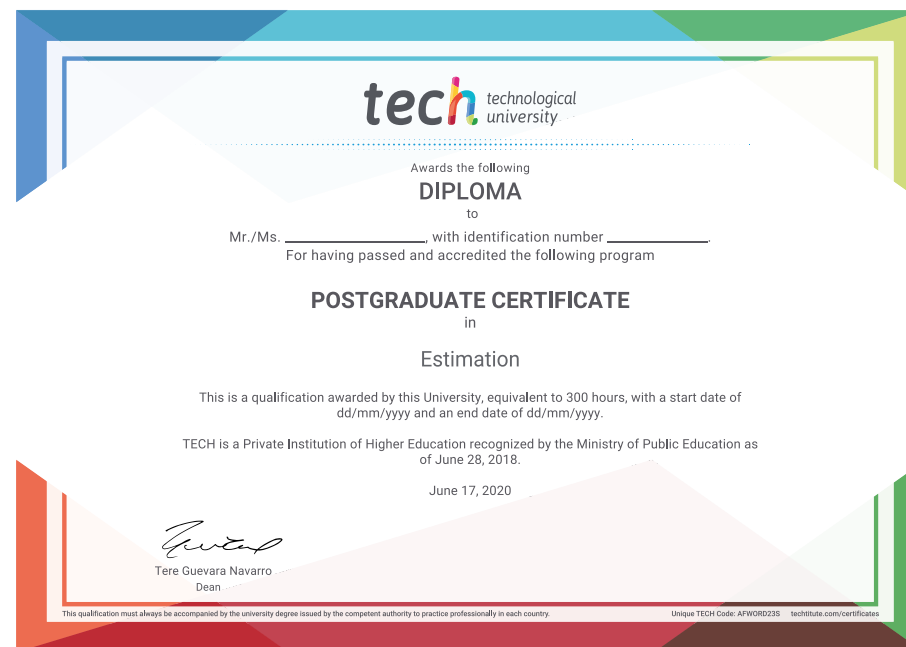 tech technological
university
Awards the following
DIPLOMA
to
Mr./Ms. ____________________, with identification number ______________.
For having passed and accredited the following program
POSTGRADUATE CERTIFICATE
in
Estimation
This is a qualification awarded by this University, equivalent to 300 hours, with a start date of
dd/mm/yyyy and an end date of dd/mm/yyyy.
TECH is a Private Institution of Higher Education recognized by the Ministry of Public Education as
of June 28, 2018.
June 17, 2020
Tere Guevara Navarro
Dean
This qualification must always be accompanied by the university degree issued by the competent authority to practice professionally in each country. Unique TECH Code: AFWORD23S techtitute.com/certificates